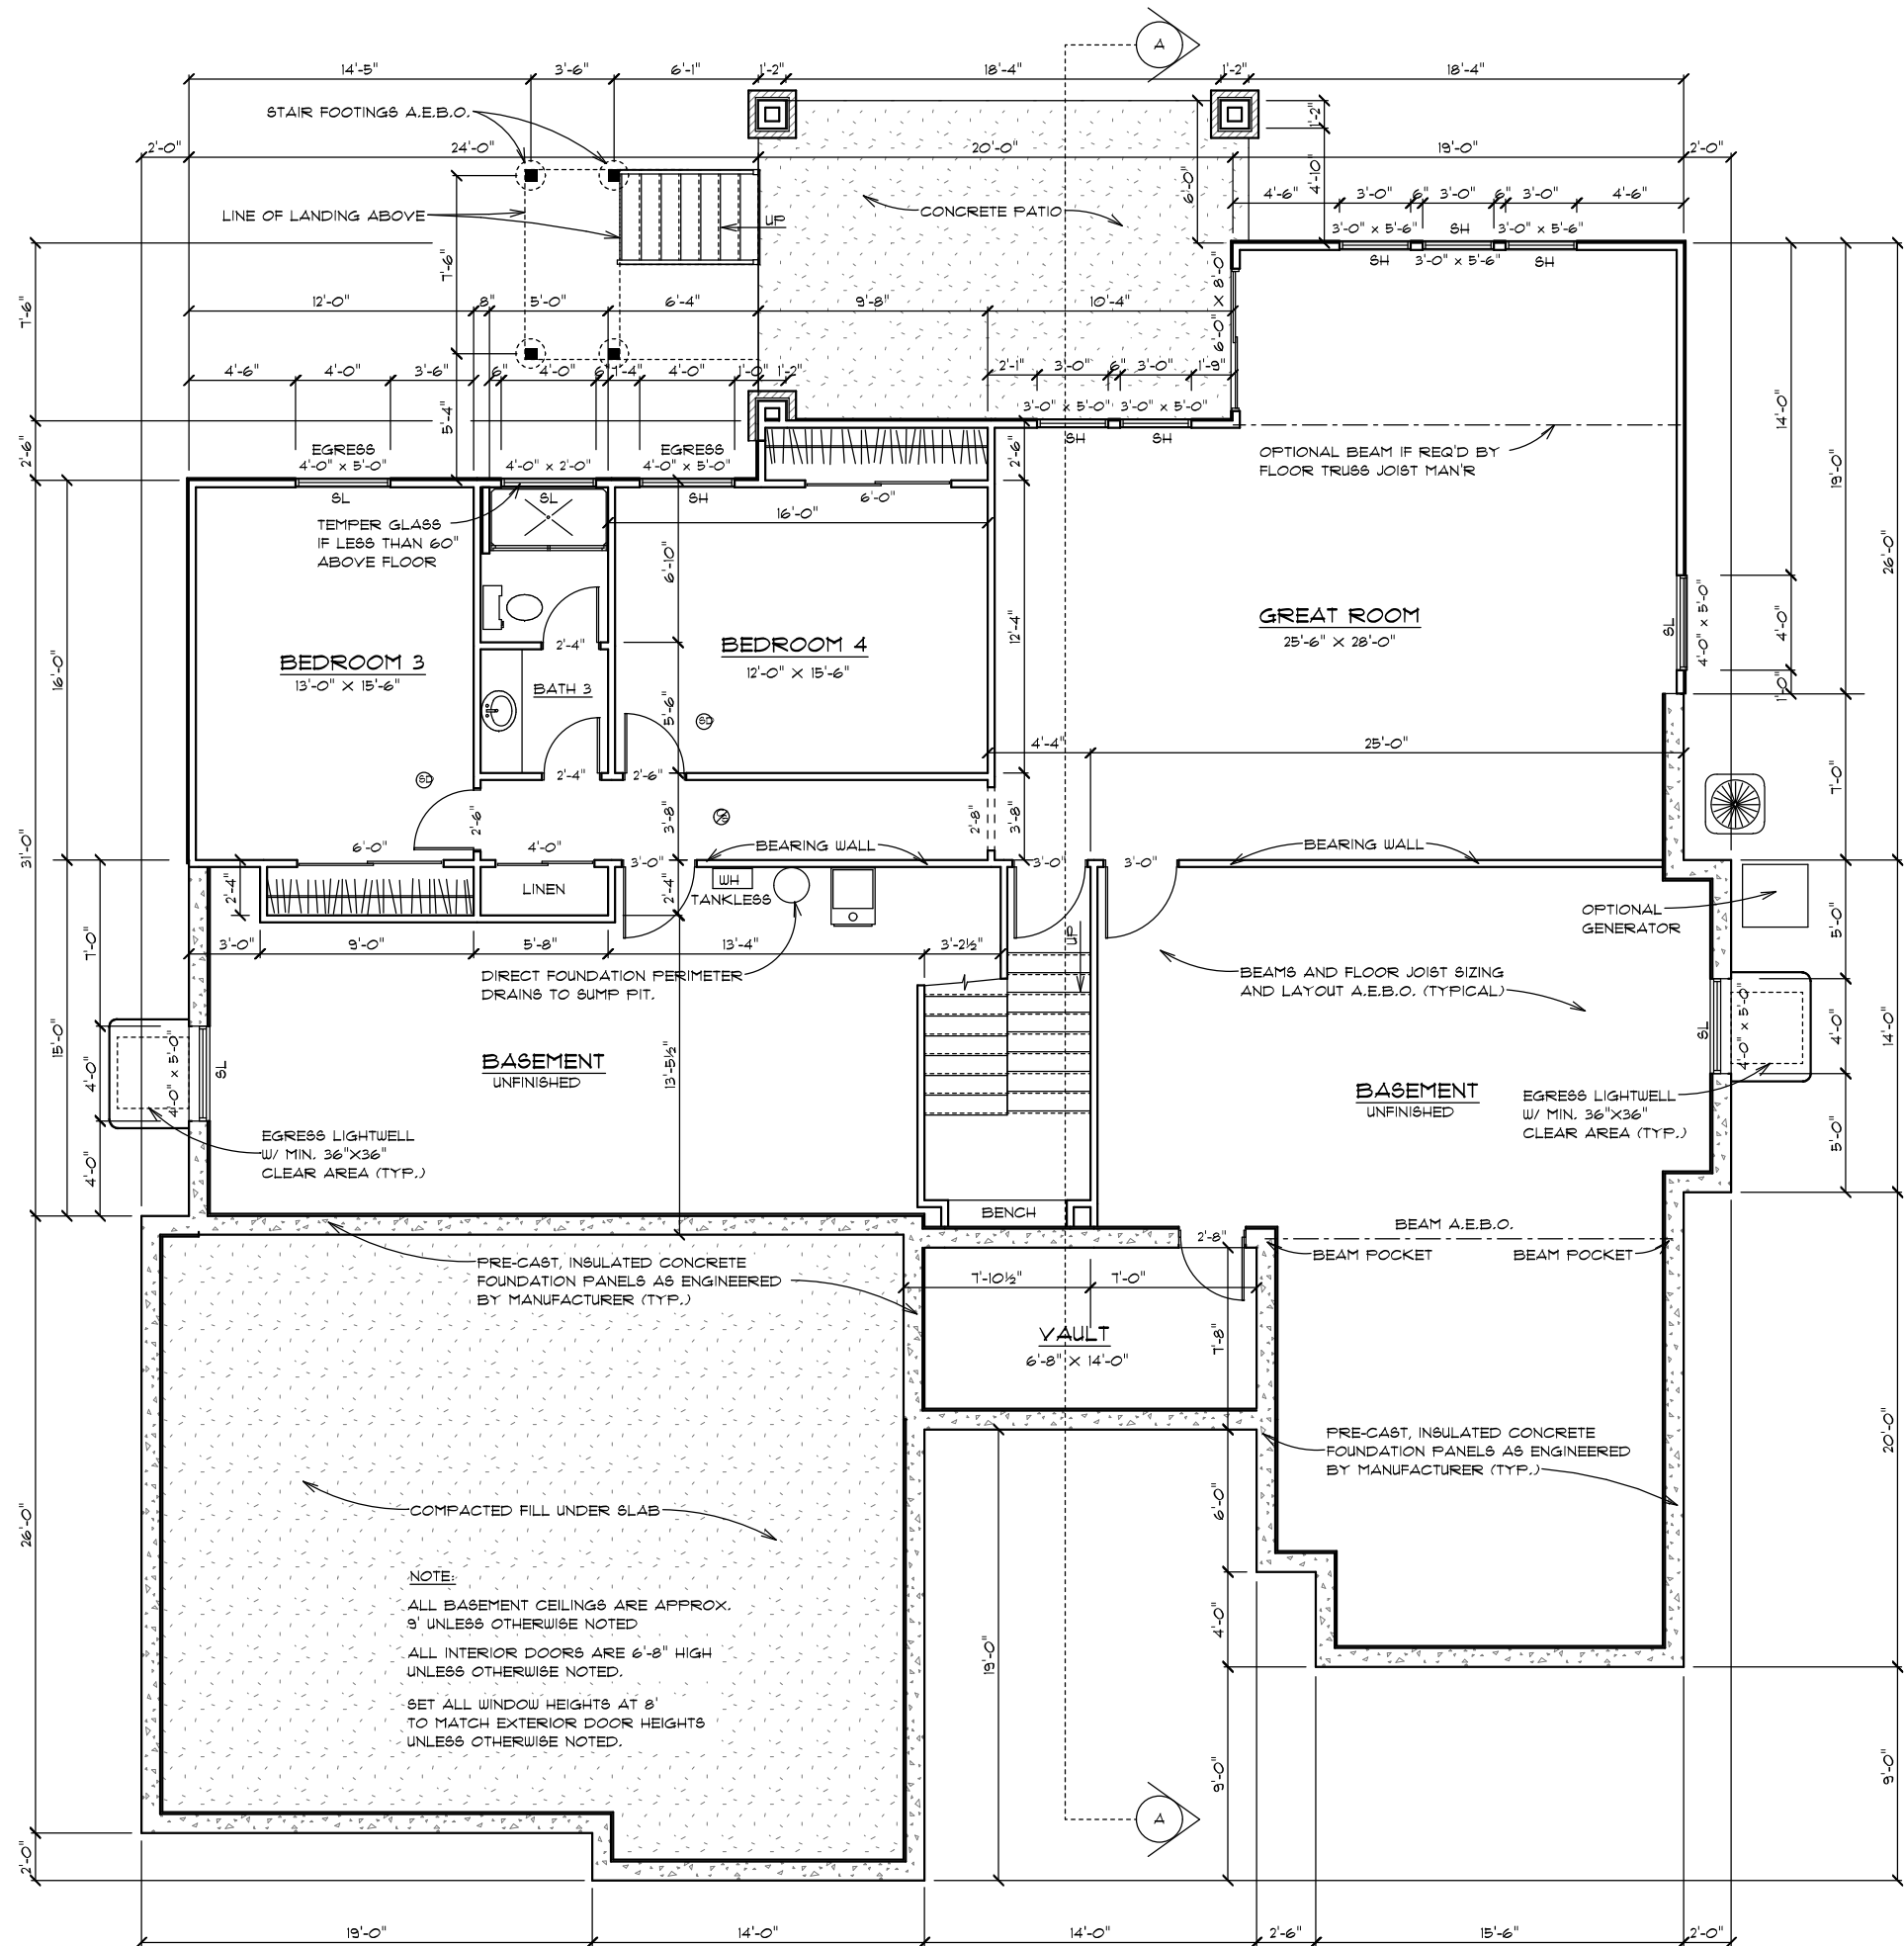 A
14'-5" 3'-6" 6'-1" 1'-2" 18'-4" 1'-2" 18'-4"
STAIR FOOTINGS A.E.B.O.
1'-2"
2'-0" 24'-0" 20'-0" 19'-0" 2'-0"
4'-10"
6'-0"
4'-6" 3'-0" 6" 3'-0" 6" 3'-0" 4'-6"
LINE OF LANDING ABOVE
UP
CONCRETE PATIO
3'-0" x 5'-6" SH 3'-0" x 5'-6"
SH 3'-0" x 5'-6" SH
7'-6"
7'-6"
6'-0" X 8'-0"
12'-0" 8" 5'-0" 6'-4" 9'-8" 10'-4"
4'-6" 4'-0" 3'-6" 6" 4'-0" 6" 1'-4" 4'-0" 1'-0" 1'-2"
2'-1" 3'-0" 6" 3'-0" 1'-9"
3'-0" x 5'-0" 3'-0" x 5'-0"
SH SH
5'-4"
14'-0"
2'-6"
2'-6"
EGRESS
4'-0" x 5'-0"
SL
4'-0" x 2'-0"
SL
EGRESS
4'-0" x 5'-0"
SH
OPTIONAL BEAM IF REQ'D BY
FLOOR TRUSS JOIST MAN'R
19'-0"
6'-0"
16'-0"
TEMPER GLASS
IF LESS THAN 60"
ABOVE FLOOR
6'-10"
26'-0"
GREAT ROOM
25'-6" X 28'-0"
12'-4"
SL
4'-0" x 5'-0"
4'-0"
1'-0"
BEDROOM 3
13'-0" X 15'-6"
2'-4"
BEDROOM 4
12'-0" X 15'-6"
16'-0"
BATH 3
5'-6"
SD
4'-4" 25'-0"
SD
2'-4" 2'-6"
7'-0"
31'-0"
2'-6"
3'-8"
2'-8"
3'-8"
6'-0" 4'-0"
BEARING WALL
BEARING WALL
3'-0" 3'-0" 3'-0"
2'-4"
LINEN
2'-4"
WH
TANKLESS
OPTIONAL
GENERATOR
5'-0"
7'-0"
3'-0" 9'-0" 5'-8" 13'-4" 3'-2½"
UP
DIRECT FOUNDATION PERIMETER
DRAINS TO SUMP PIT.
BEAMS AND FLOOR JOIST SIZING
AND LAYOUT A.E.B.O. (TYPICAL)
15'-0"
4'-0"
4'-0" x 5'-0"
SL
13'-5½"
SL
4'-0" x 5'-0"
4'-0"
14'-0"
BASEMENT
UNFINISHED
BASEMENT
UNFINISHED
EGRESS LIGHTWELL
W/ MIN. 36"X36"
CLEAR AREA (TYP.)
EGRESS LIGHTWELL
W/ MIN. 36"X36"
CLEAR AREA (TYP.)
4'-0"
5'-0"
BENCH
BEAM A.E.B.O.
2'-8"
BEAM POCKET BEAM POCKET
PRE-CAST, INSULATED CONCRETE
FOUNDATION PANELS AS ENGINEERED
BY MANUFACTURER (TYP.)
7'-10½" 7'-0"
VAULT
6'-8" X 14'-0"
7'-8"
PRE-CAST, INSULATED CONCRETE
FOUNDATION PANELS AS ENGINEERED
BY MANUFACTURER (TYP.)
20'-0"
26'-0"
COMPACTED FILL UNDER SLAB
6'-0"
NOTE:
ALL BASEMENT CEILINGS ARE APPROX.
9' UNLESS OTHERWISE NOTED
ALL INTERIOR DOORS ARE 6'-8" HIGH
UNLESS OTHERWISE NOTED.
SET ALL WINDOW HEIGHTS AT 8'
TO MATCH EXTERIOR DOOR HEIGHTS
UNLESS OTHERWISE NOTED.
4'-0"
19'-0"
9'-0"
9'-0"
A
2'-0"
19'-0" 14'-0" 14'-0" 2'-6" 15'-6" 2'-0"